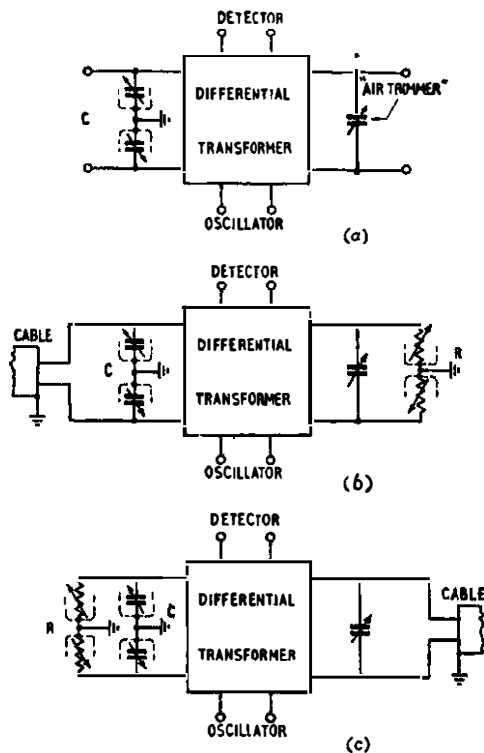 DETECTOR
DIFFERENTIAL
TRANSFORMER
C
"AIR TRIMMER"
OSCILLATOR
(a)
DETECTOR
CABLE
DIFFERENTIAL
TRANSFORMER
C
R
OSCILLATOR
(b)
DETECTOR
DIFFERENTIAL
TRANSFORMER
R
C
CABLE
OSCILLATOR
(c)